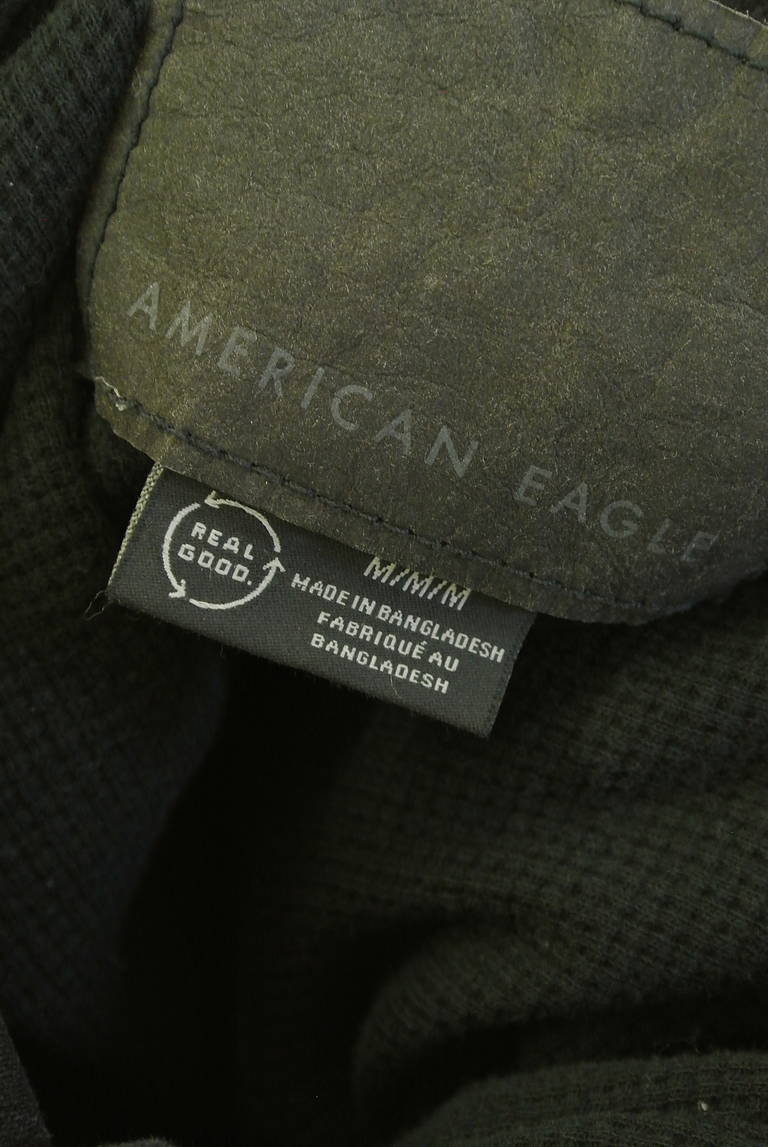 AMERICAN EAGLE
REAL
GOOD.
M/M/M
MADE IN BANGLADESH
FABRIQUÉ AU
BANGLADESH